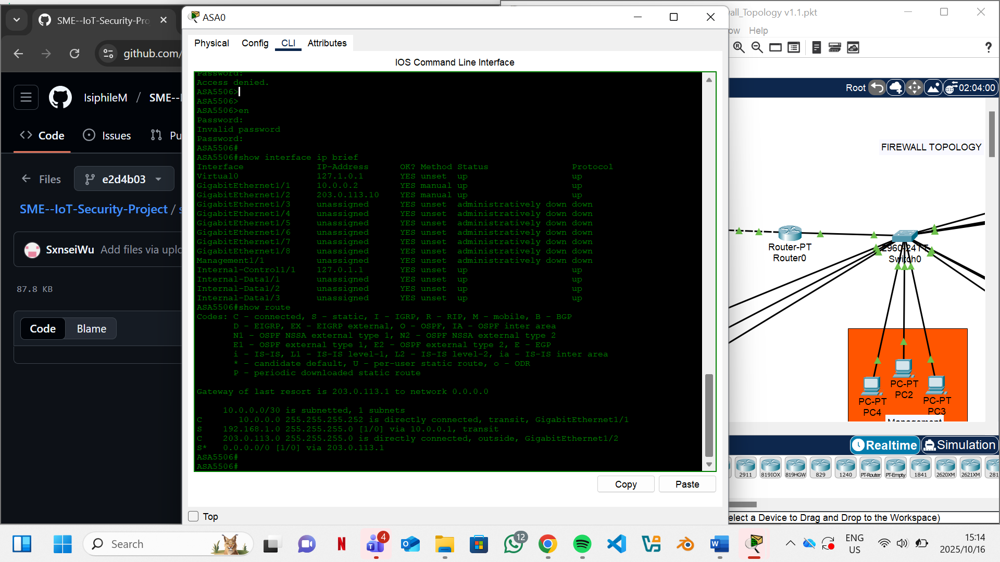 SME--IoT-Security-Pro
github.com/
IsiphileM / SME--I
Code
Issues
Pu
Files
e2d4b03
SME--IoT-Security-Project / s
SxnseiWu Add files via uplo
87.8 KB
Code
Blame
ASA0
Physical
Config
CLI
Attributes
IOS Command Line Interface
Password:
Access denied.
ASA5506>
ASA5506>
ASA5506>en
Password:
Invalid password
Password:
ASA5506#
ASA5506#show interface ip brief
Interface IP-Address OK? Method Status Protocol
Virtual0 127.1.0.1 YES unset up up
GigabitEthernet1/1 10.0.0.2 YES manual up up
GigabitEthernet1/2 203.0.113.10 YES manual up up
GigabitEthernet1/3 unassigned YES unset administratively down down
GigabitEthernet1/4 unassigned YES unset administratively down down
GigabitEthernet1/5 unassigned YES unset administratively down down
GigabitEthernet1/6 unassigned YES unset administratively down down
GigabitEthernet1/7 unassigned YES unset administratively down down
GigabitEthernet1/8 unassigned YES unset administratively down down
Management1/1 unassigned YES unset administratively down down
Internal-Control1/1 127.0.1.1 YES unset up up
Internal-Data1/1 unassigned YES unset up up
Internal-Data1/2 unassigned YES unset up up
Internal-Data1/3 unassigned YES unset up up
ASA5506#show route
Codes: C - connected, S - static, I - IGRP, R - RIP, M - mobile, B - BGP
D - EIGRP, EX - EIGRP external, O - OSPF, IA - OSPF inter area
N1 - OSPF NSSA external type 1, N2 - OSPF NSSA external type 2
E1 - OSPF external type 1, E2 - OSPF external type 2, E - EGP
i - IS-IS, L1 - IS-IS level-1, L2 - IS-IS level-2, ia - IS-IS inter area
* - candidate default, U - per-user static route, o - ODR
P - periodic downloaded static route
Gateway of last resort is 203.0.113.1 to network 0.0.0.0
10.0.0.0/30 is subnetted, 1 subnets
C 10.0.0.0 255.255.255.252 is directly connected, transit, GigabitEthernet1/1
S 192.168.1.0 255.255.255.0 [1/0] via 10.0.0.1, transit
C 203.0.113.0 255.255.255.0 is directly connected, outside, GigabitEthernet1/2
S* 0.0.0.0/0 [1/0] via 203.0.113.1
ASA5506#
ASA5506#
Copy
Paste
Top
wall_Topology v1.1.pkt
ow Help
Root
02:04:00
FIREWALL TOPOLOGY
Router-PT
Router0
2960-24TT
Switch0
PC-PT
PC2
PC-PT
PC4
PC-PT
PC3
Management
Realtime
Simulation
2911
819IOX
819HGW
829
1240
PT-Router
PT-Empty
1841
2620XM
2621XM
281
elect a Device to Drag and Drop to the Workspace)
Search
4
12
ENG
US
15:14
2025/10/16